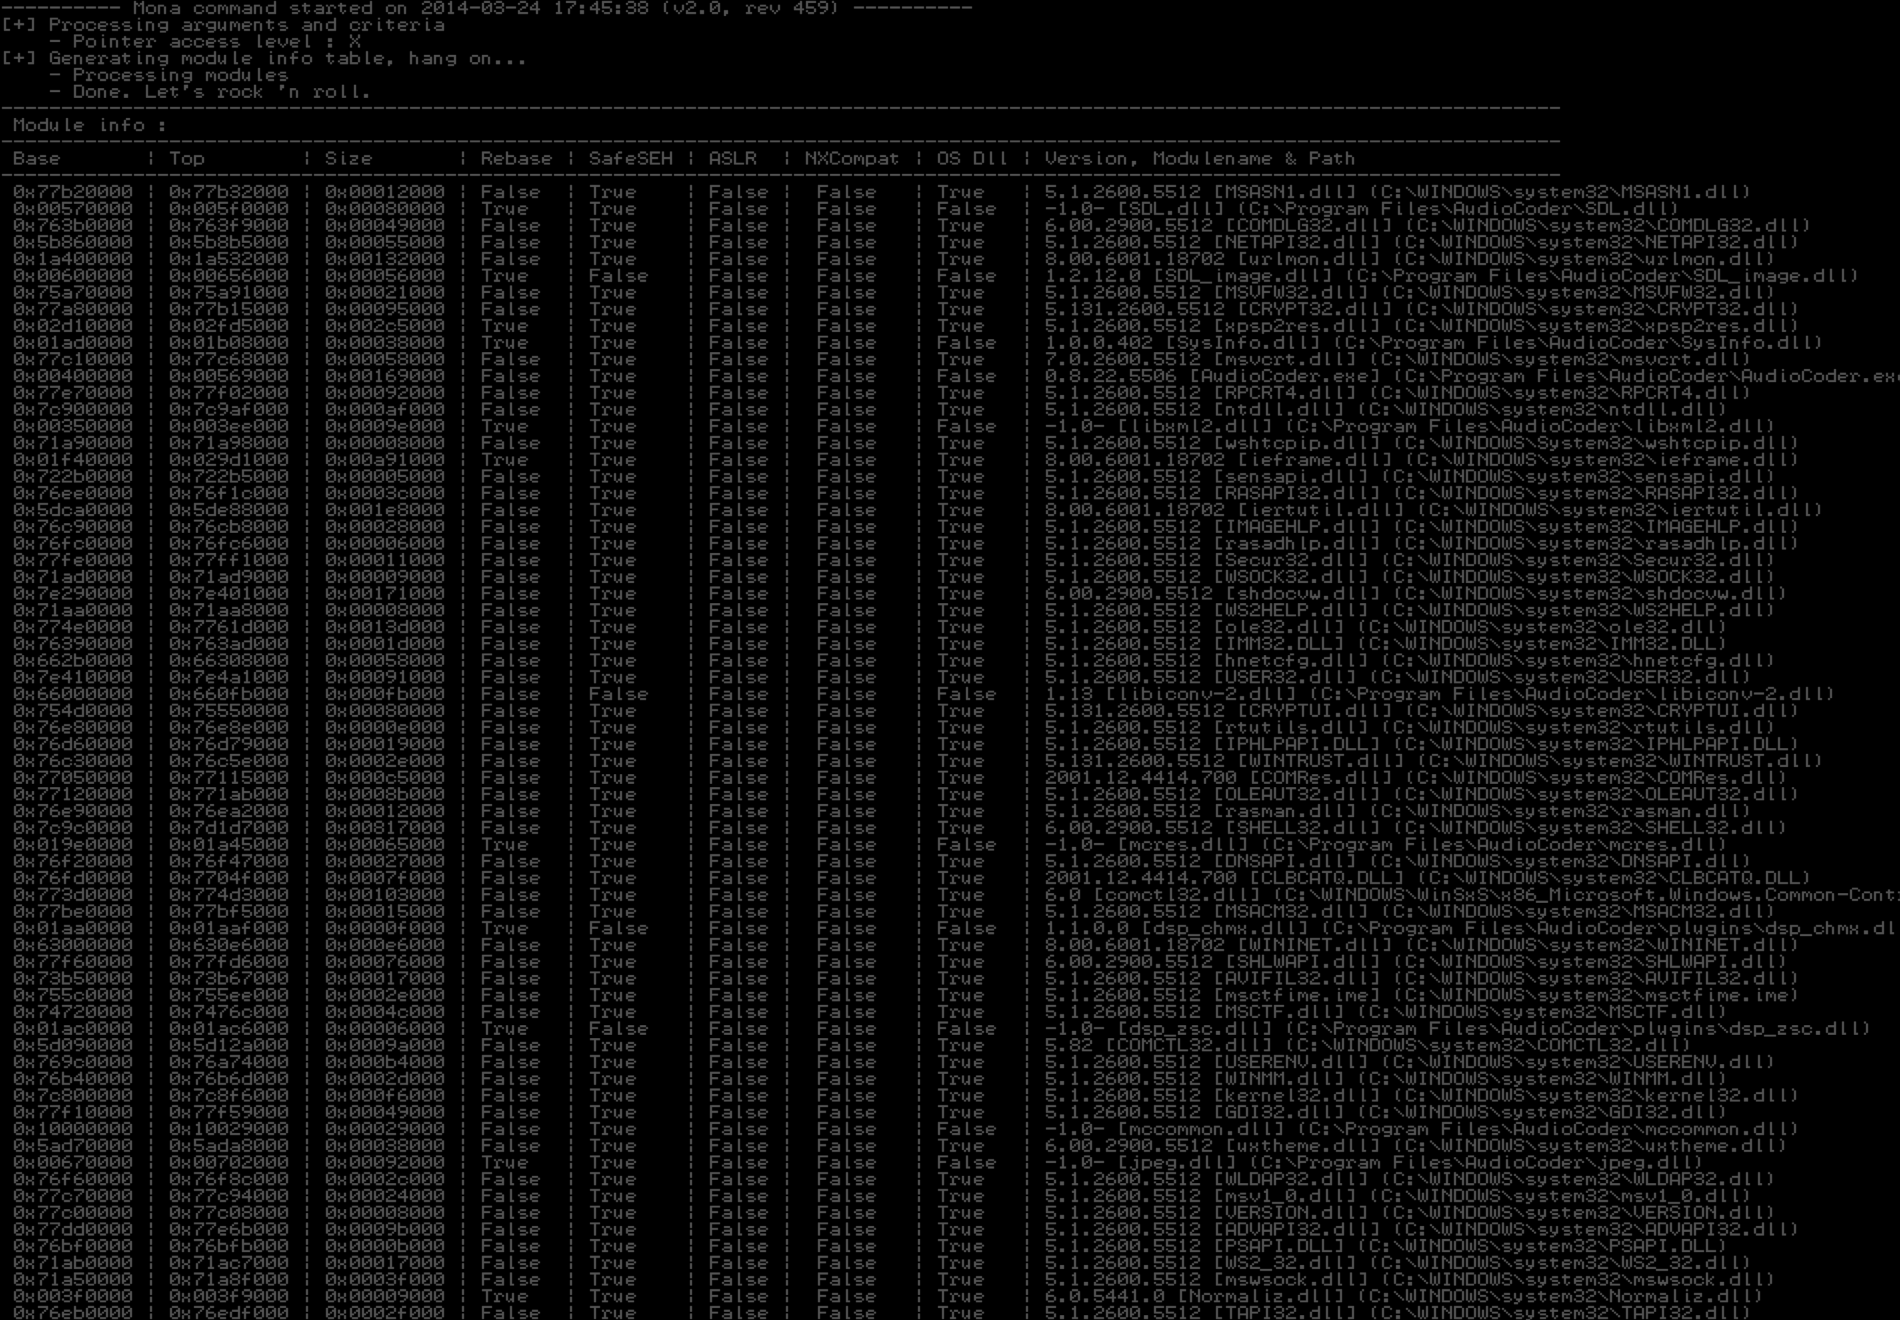 ---------- Mona command started on 2014-03-24 17:45:38 (v2.0, rev 459) ----------
[+] Processing arguments and criteria
- Pointer access level : X
[+] Generating module info table, hang on...
- Processing modules
- Done. Let's rock 'n roll.
Module info :
Base | Top | Size | Rebase | SafeSEH | ASLR | NXCompat | OS Dll | Version, Modulename & Path
0x77b20000 | 0x77b32000 | 0x00012000 | False | True | False | False | True | 5.1.2600.5512 [MSASN1.dll] (C:\WINDOWS\system32\MSASN1.dll)
0x00570000 | 0x005f0000 | 0x00080000 | True | True | False | False | False | -1.0- [SDL.dll] (C:\Program Files\AudioCoder\SDL.dll)
0x763b0000 | 0x763f9000 | 0x00049000 | False | True | False | False | True | 6.00.2900.5512 [COMDLG32.dll] (C:\WINDOWS\system32\COMDLG32.dll)
0x5b860000 | 0x5b8b5000 | 0x00055000 | False | True | False | False | True | 5.1.2600.5512 [NETAPI32.dll] (C:\WINDOWS\system32\NETAPI32.dll)
0x1a400000 | 0x1a532000 | 0x00132000 | False | True | False | False | True | 8.00.6001.18702 [urlmon.dll] (C:\WINDOWS\system32\urlmon.dll)
0x00600000 | 0x00656000 | 0x00056000 | True | False | False | False | False | 1.2.12.0 [SDL_image.dll] (C:\Program Files\AudioCoder\SDL_image.dll)
0x75a70000 | 0x75a91000 | 0x00021000 | False | True | False | False | True | 5.1.2600.5512 [MSVFW32.dll] (C:\WINDOWS\system32\MSVFW32.dll)
0x77a80000 | 0x77b15000 | 0x00095000 | False | True | False | False | True | 5.131.2600.5512 [CRYPT32.dll] (C:\WINDOWS\system32\CRYPT32.dll)
0x02d10000 | 0x02fd5000 | 0x002c5000 | True | True | False | False | True | 5.1.2600.5512 [xpsp2res.dll] (C:\WINDOWS\system32\xpsp2res.dll)
0x01ad0000 | 0x01b08000 | 0x00038000 | True | True | False | False | False | 1.0.0.402 [SysInfo.dll] (C:\Program Files\AudioCoder\SysInfo.dll)
0x77c10000 | 0x77c68000 | 0x00058000 | False | True | False | False | True | 7.0.2600.5512 [msvcrt.dll] (C:\WINDOWS\system32\msvcrt.dll)
0x00400000 | 0x00569000 | 0x00169000 | False | True | False | False | False | 0.8.22.5506 [AudioCoder.exe] (C:\Program Files\AudioCoder\AudioCoder.exe
0x77e70000 | 0x77f02000 | 0x00092000 | False | True | False | False | True | 5.1.2600.5512 [RPCRT4.dll] (C:\WINDOWS\system32\RPCRT4.dll)
0x7c900000 | 0x7c9af000 | 0x000af000 | False | True | False | False | True | 5.1.2600.5512 [ntdll.dll] (C:\WINDOWS\system32\ntdll.dll)
0x00350000 | 0x003ee000 | 0x0009e000 | True | True | False | False | False | -1.0- [libxml2.dll] (C:\Program Files\AudioCoder\libxml2.dll)
0x71a90000 | 0x71a98000 | 0x00008000 | False | True | False | False | True | 5.1.2600.5512 [wshtcpip.dll] (C:\WINDOWS\System32\wshtcpip.dll)
0x01f40000 | 0x029d1000 | 0x00a91000 | True | True | False | False | True | 8.00.6001.18702 [ieframe.dll] (C:\WINDOWS\system32\ieframe.dll)
0x722b0000 | 0x722b5000 | 0x00005000 | False | True | False | False | True | 5.1.2600.5512 [sensapi.dll] (C:\WINDOWS\system32\sensapi.dll)
0x76ee0000 | 0x76f1c000 | 0x0003c000 | False | True | False | False | True | 5.1.2600.5512 [RASAPI32.dll] (C:\WINDOWS\system32\RASAPI32.dll)
0x5dca0000 | 0x5de88000 | 0x001e8000 | False | True | False | False | True | 8.00.6001.18702 [iertutil.dll] (C:\WINDOWS\system32\iertutil.dll)
0x76c90000 | 0x76cb8000 | 0x00028000 | False | True | False | False | True | 5.1.2600.5512 [IMAGEHLP.dll] (C:\WINDOWS\system32\IMAGEHLP.dll)
0x76fc0000 | 0x76fc6000 | 0x00006000 | False | True | False | False | True | 5.1.2600.5512 [rasadhlp.dll] (C:\WINDOWS\system32\rasadhlp.dll)
0x77fe0000 | 0x77ff1000 | 0x00011000 | False | True | False | False | True | 5.1.2600.5512 [Secur32.dll] (C:\WINDOWS\system32\Secur32.dll)
0x71ad0000 | 0x71ad9000 | 0x00009000 | False | True | False | False | True | 5.1.2600.5512 [WSOCK32.dll] (C:\WINDOWS\system32\WSOCK32.dll)
0x7e290000 | 0x7e401000 | 0x00171000 | False | True | False | False | True | 6.00.2900.5512 [shdocvw.dll] (C:\WINDOWS\system32\shdocvw.dll)
0x71aa0000 | 0x71aa8000 | 0x00008000 | False | True | False | False | True | 5.1.2600.5512 [WS2HELP.dll] (C:\WINDOWS\system32\WS2HELP.dll)
0x774e0000 | 0x7761d000 | 0x0013d000 | False | True | False | False | True | 5.1.2600.5512 [ole32.dll] (C:\WINDOWS\system32\ole32.dll)
0x76390000 | 0x763ad000 | 0x0001d000 | False | True | False | False | True | 5.1.2600.5512 [IMM32.DLL] (C:\WINDOWS\system32\IMM32.DLL)
0x662b0000 | 0x66308000 | 0x00058000 | False | True | False | False | True | 5.1.2600.5512 [hnetcfg.dll] (C:\WINDOWS\system32\hnetcfg.dll)
0x7e410000 | 0x7e4a1000 | 0x00091000 | False | True | False | False | True | 5.1.2600.5512 [USER32.dll] (C:\WINDOWS\system32\USER32.dll)
0x66000000 | 0x660fb000 | 0x000fb000 | False | False | False | False | False | 1.13 [libiconv-2.dll] (C:\Program Files\AudioCoder\libiconv-2.dll)
0x754d0000 | 0x75550000 | 0x00080000 | False | True | False | False | True | 5.131.2600.5512 [CRYPTUI.dll] (C:\WINDOWS\system32\CRYPTUI.dll)
0x76e80000 | 0x76e8e000 | 0x0000e000 | False | True | False | False | True | 5.1.2600.5512 [rtutils.dll] (C:\WINDOWS\system32\rtutils.dll)
0x76d60000 | 0x76d79000 | 0x00019000 | False | True | False | False | True | 5.1.2600.5512 [IPHLPAPI.DLL] (C:\WINDOWS\system32\IPHLPAPI.DLL)
0x76c30000 | 0x76c5e000 | 0x0002e000 | False | True | False | False | True | 5.131.2600.5512 [WINTRUST.dll] (C:\WINDOWS\system32\WINTRUST.dll)
0x77050000 | 0x77115000 | 0x000c5000 | False | True | False | False | True | 2001.12.4414.700 [COMRes.dll] (C:\WINDOWS\system32\COMRes.dll)
0x77120000 | 0x771ab000 | 0x0008b000 | False | True | False | False | True | 5.1.2600.5512 [OLEAUT32.dll] (C:\WINDOWS\system32\OLEAUT32.dll)
0x76e90000 | 0x76ea2000 | 0x00012000 | False | True | False | False | True | 5.1.2600.5512 [rasman.dll] (C:\WINDOWS\system32\rasman.dll)
0x7c9c0000 | 0x7d1d7000 | 0x00817000 | False | True | False | False | True | 6.00.2900.5512 [SHELL32.dll] (C:\WINDOWS\system32\SHELL32.dll)
0x019e0000 | 0x01a45000 | 0x00065000 | True | True | False | False | False | -1.0- [mcres.dll] (C:\Program Files\AudioCoder\mcres.dll)
0x76f20000 | 0x76f47000 | 0x00027000 | False | True | False | False | True | 5.1.2600.5512 [DNSAPI.dll] (C:\WINDOWS\system32\DNSAPI.dll)
0x76fd0000 | 0x7704f000 | 0x0007f000 | False | True | False | False | True | 2001.12.4414.700 [CLBCATQ.DLL] (C:\WINDOWS\system32\CLBCATQ.DLL)
0x773d0000 | 0x774d3000 | 0x00103000 | False | True | False | False | True | 6.0 [comctl32.dll] (C:\WINDOWS\WinSxS\x86_Microsoft.Windows.Common-Cont
0x77be0000 | 0x77bf5000 | 0x00015000 | False | True | False | False | True | 5.1.2600.5512 [MSACM32.dll] (C:\WINDOWS\system32\MSACM32.dll)
0x01aa0000 | 0x01aaf000 | 0x0000f000 | True | False | False | False | False | 1.1.0.0 [dsp_chmx.dll] (C:\Program Files\AudioCoder\plugins\dsp_chmx.dl
0x63000000 | 0x630e6000 | 0x000e6000 | False | True | False | False | True | 8.00.6001.18702 [WININET.dll] (C:\WINDOWS\system32\WININET.dll)
0x77f60000 | 0x77fd6000 | 0x00076000 | False | True | False | False | True | 6.00.2900.5512 [SHLWAPI.dll] (C:\WINDOWS\system32\SHLWAPI.dll)
0x73b50000 | 0x73b67000 | 0x00017000 | False | True | False | False | True | 5.1.2600.5512 [AVIFIL32.dll] (C:\WINDOWS\system32\AVIFIL32.dll)
0x755c0000 | 0x755ee000 | 0x0002e000 | False | True | False | False | True | 5.1.2600.5512 [msctfime.ime] (C:\WINDOWS\system32\msctfime.ime)
0x74720000 | 0x7476c000 | 0x0004c000 | False | True | False | False | True | 5.1.2600.5512 [MSCTF.dll] (C:\WINDOWS\system32\MSCTF.dll)
0x01ac0000 | 0x01ac6000 | 0x00006000 | True | False | False | False | False | -1.0- [dsp_zsc.dll] (C:\Program Files\AudioCoder\plugins\dsp_zsc.dll)
0x5d090000 | 0x5d12a000 | 0x0009a000 | False | True | False | False | True | 5.82 [COMCTL32.dll] (C:\WINDOWS\system32\COMCTL32.dll)
0x769c0000 | 0x76a74000 | 0x000b4000 | False | True | False | False | True | 5.1.2600.5512 [USERENV.dll] (C:\WINDOWS\system32\USERENV.dll)
0x76b40000 | 0x76b6d000 | 0x0002d000 | False | True | False | False | True | 5.1.2600.5512 [WINMM.dll] (C:\WINDOWS\system32\WINMM.dll)
0x7c800000 | 0x7c8f6000 | 0x000f6000 | False | True | False | False | True | 5.1.2600.5512 [kernel32.dll] (C:\WINDOWS\system32\kernel32.dll)
0x77f10000 | 0x77f59000 | 0x00049000 | False | True | False | False | True | 5.1.2600.5512 [GDI32.dll] (C:\WINDOWS\system32\GDI32.dll)
0x10000000 | 0x10029000 | 0x00029000 | False | True | False | False | False | -1.0- [mccommon.dll] (C:\Program Files\AudioCoder\mccommon.dll)
0x5ad70000 | 0x5ada8000 | 0x00038000 | False | True | False | False | True | 6.00.2900.5512 [uxtheme.dll] (C:\WINDOWS\system32\uxtheme.dll)
0x00670000 | 0x00702000 | 0x00092000 | True | True | False | False | False | -1.0- [jpeg.dll] (C:\Program Files\AudioCoder\jpeg.dll)
0x76f60000 | 0x76f8c000 | 0x0002c000 | False | True | False | False | True | 5.1.2600.5512 [WLDAP32.dll] (C:\WINDOWS\system32\WLDAP32.dll)
0x77c70000 | 0x77c94000 | 0x00024000 | False | True | False | False | True | 5.1.2600.5512 [msv1_0.dll] (C:\WINDOWS\system32\msv1_0.dll)
0x77c00000 | 0x77c08000 | 0x00008000 | False | True | False | False | True | 5.1.2600.5512 [VERSION.dll] (C:\WINDOWS\system32\VERSION.dll)
0x77dd0000 | 0x77e6b000 | 0x0009b000 | False | True | False | False | True | 5.1.2600.5512 [ADVAPI32.dll] (C:\WINDOWS\system32\ADVAPI32.dll)
0x76bf0000 | 0x76bfb000 | 0x0000b000 | False | True | False | False | True | 5.1.2600.5512 [PSAPI.DLL] (C:\WINDOWS\system32\PSAPI.DLL)
0x71ab0000 | 0x71ac7000 | 0x00017000 | False | True | False | False | True | 5.1.2600.5512 [WS2_32.dll] (C:\WINDOWS\system32\WS2_32.dll)
0x71a50000 | 0x71a8f000 | 0x0003f000 | False | True | False | False | True | 5.1.2600.5512 [mswsock.dll] (C:\WINDOWS\system32\mswsock.dll)
0x003f0000 | 0x003f9000 | 0x00009000 | True | True | False | False | True | 6.0.5441.0 [Normaliz.dll] (C:\WINDOWS\system32\Normaliz.dll)
0x76eb0000 | 0x76edf000 | 0x0002f000 | False | True | False | False | True | 5.1.2600.5512 [TAPI32.dll] (C:\WINDOWS\system32\TAPI32.dll)